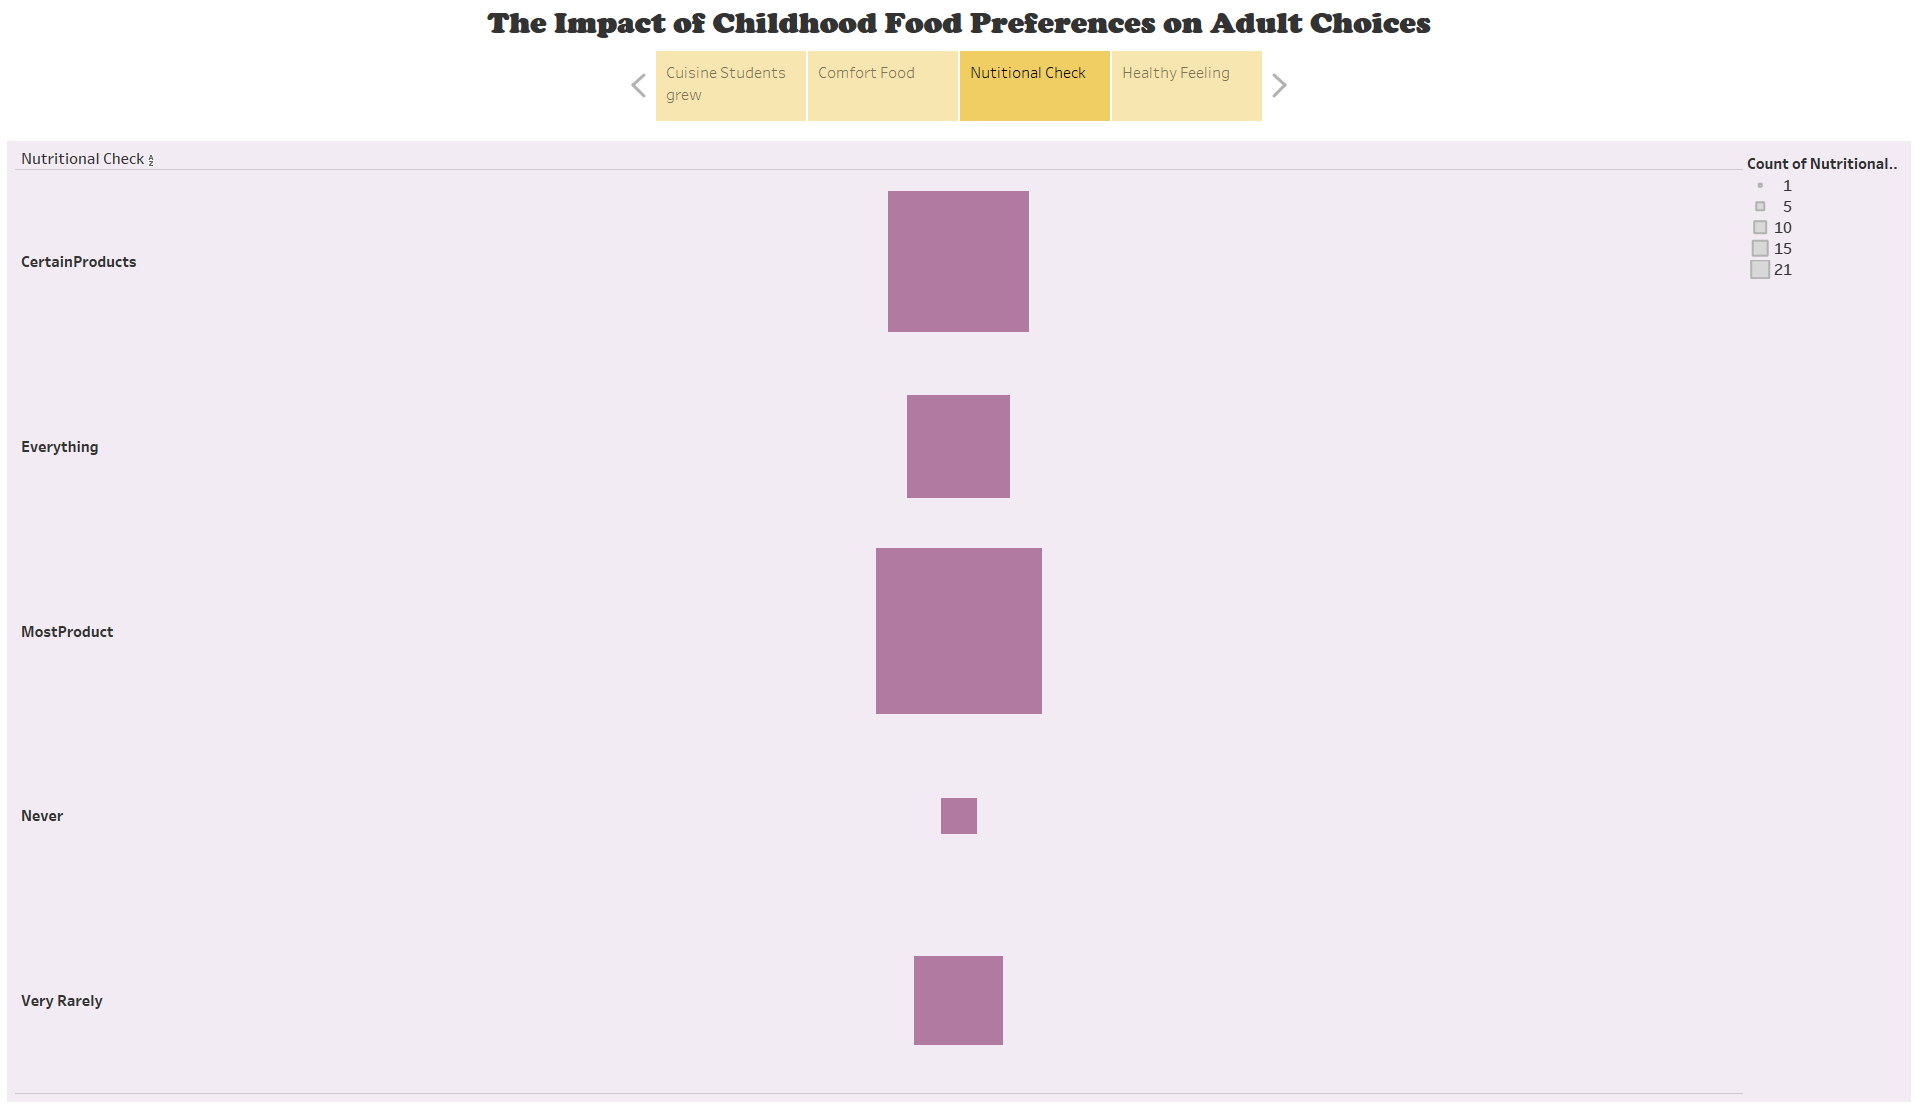 The Impact of Childhood Food Preferences on Adult Choices
Cuisine Students
grew
Comfort Food
Nutitional Check
Healthy Feeling
Nutritional Check
Count of Nutritional..
1
5
10
15
21
CertainProducts
Everything
MostProduct
Never
Very Rarely